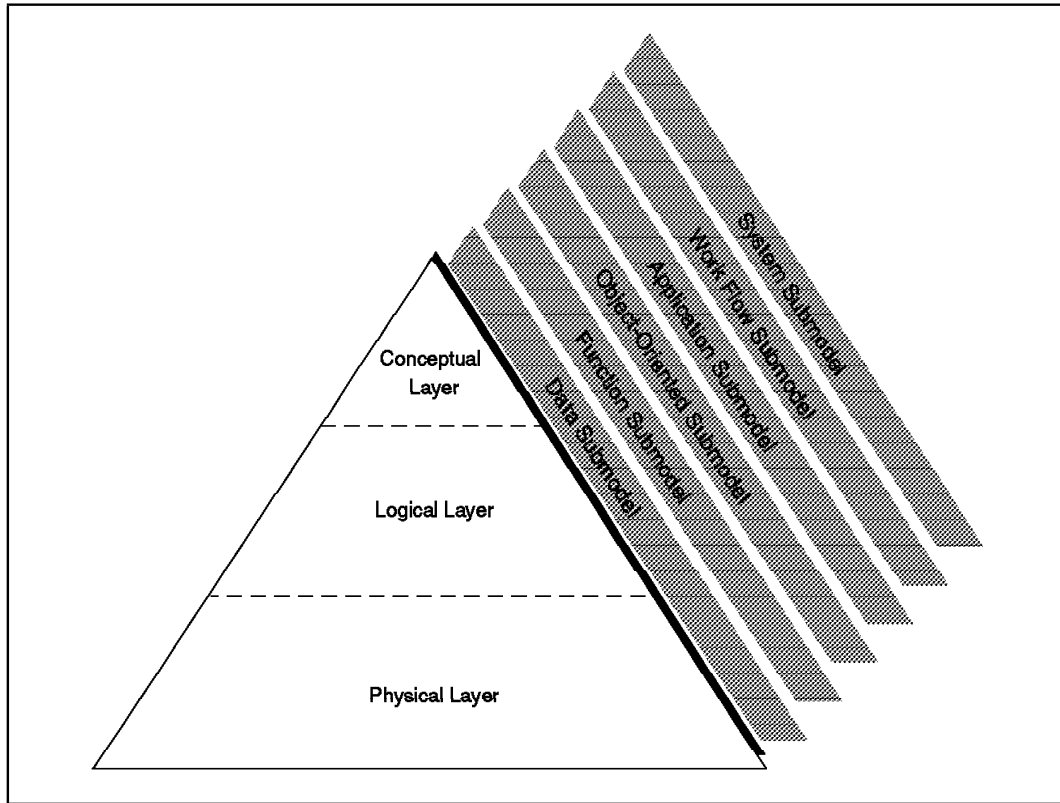 Conceptual
Layer
Logical Layer
Physical Layer
Data Submodel
Function Submodel
Object-Oriented Submodel
Application Submodel
Work Flow Submodel
System Submodel